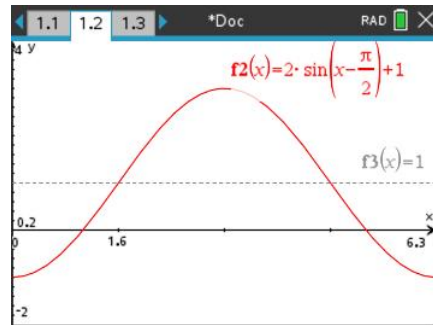 1.1 1.2 1.3 *Doc RAD
4 y
f2(x)=2·sin(x-π/2)+1
f3(x)=1
0.2
x
0 1.6 6.3
-2